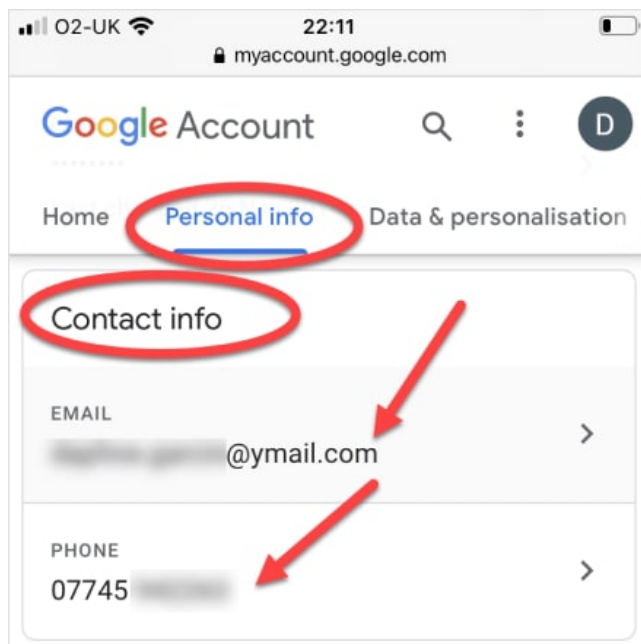 O2-UK 22:11
myaccount.google.com
Google Account D
Home Personal info Data & personalisation
Contact info
EMAIL
@ymail.com
PHONE
07745